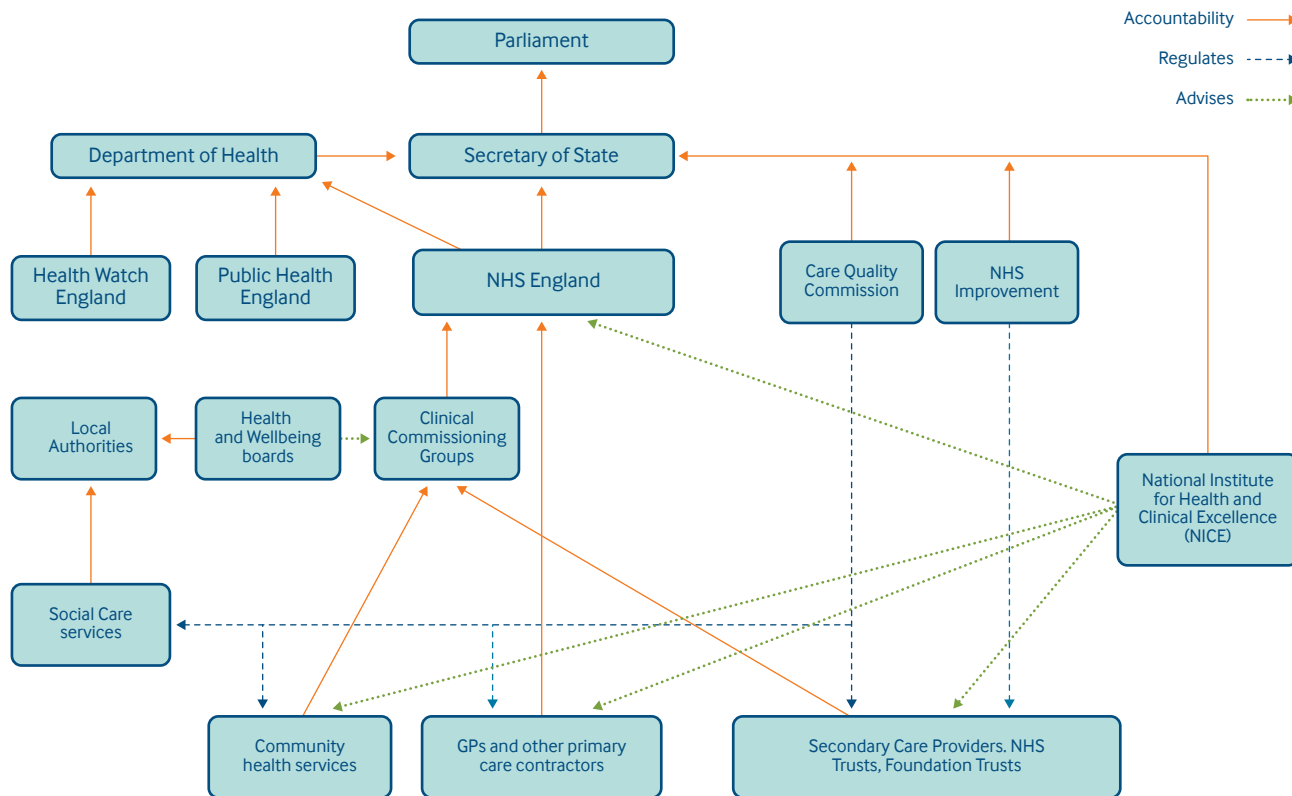 Accountability
Parliament
Regulates
Advises
Department of Health
Secretary of State
Health Watch
England
Public Health
England
NHS England
Care Quality
Commission
NHS
Improvement
Local
Authorities
Health
and Wellbeing
boards
Clinical
Commissioning
Groups
National Institute
for Health and
Clinical Excellence
(NICE)
Social Care
services
Community
health services
GPs and other primary
care contractors
Secondary Care Providers. NHS
Trusts, Foundation Trusts